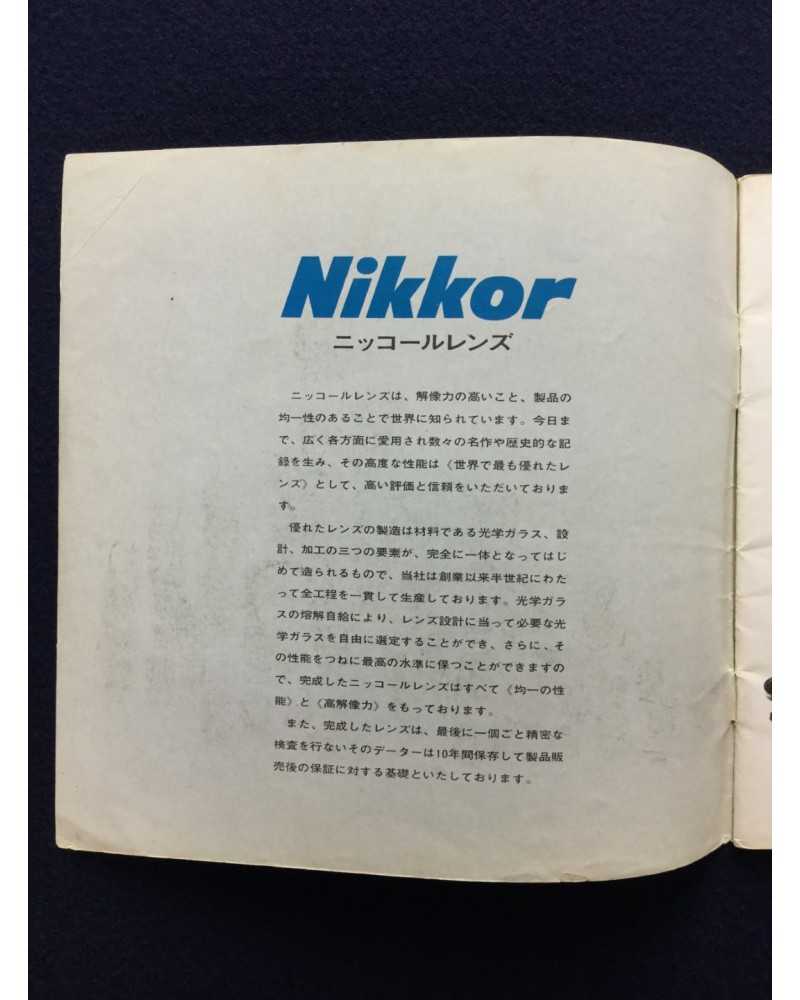 Nikkor
ニッコールレンズ
ニッコールレンズは、解像力の高いこと、製品の
均一性のあることで世界に知られています。今日ま
で、広く各方面に愛用され数々の名作や歴史的な記
録を生み、その高度な性能は《世界で最も優れたレ
ンズ》として、高い評価と信頼をいただいておりま
す。
優れたレンズの製造は材料である光学ガラス、設
計、加工の三つの要素が、完全に一体となってはじ
めて造られるもので、当社は創業以来半世紀にわた
って全工程を一貫して生産しております。光学ガラ
スの熔解自給により、レンズ設計に当って必要な光
学ガラスを自由に選定することができ、さらに、そ
の性能をつねに最高の水準に保つことができますの
で、完成したニッコールレンズはすべて《均一の性
能》と《高解像力》をもっております。
また、完成したレンズは、最後に一個ごと精密な
検査を行ないそのデーターは10年間保存して製品販
売後の保証に対する基礎といたしております。